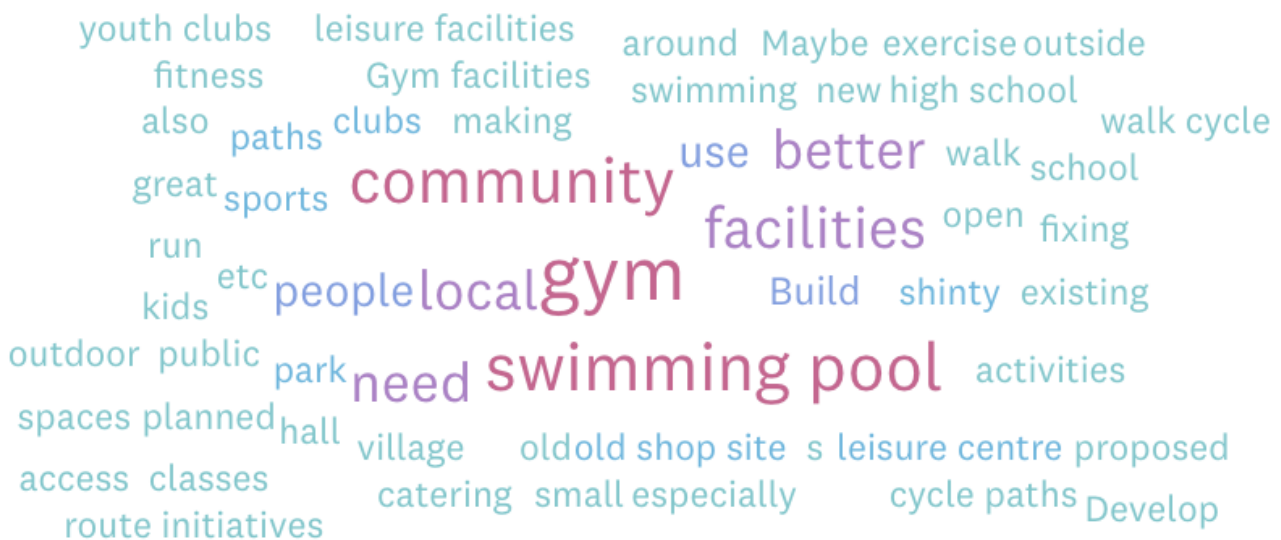 youth clubs leisure facilities around Maybe exercise outside
fitness Gym facilities swimming new high school
also paths clubs making walk cycle
use better walk school
great sports community
facilities open fixing
run etc people local gym Build shinty existing
kids
outdoor public park need swimming pool activities
spaces planned hall village old old shop site s leisure centre proposed
access classes catering small especially cycle paths Develop
route initiatives